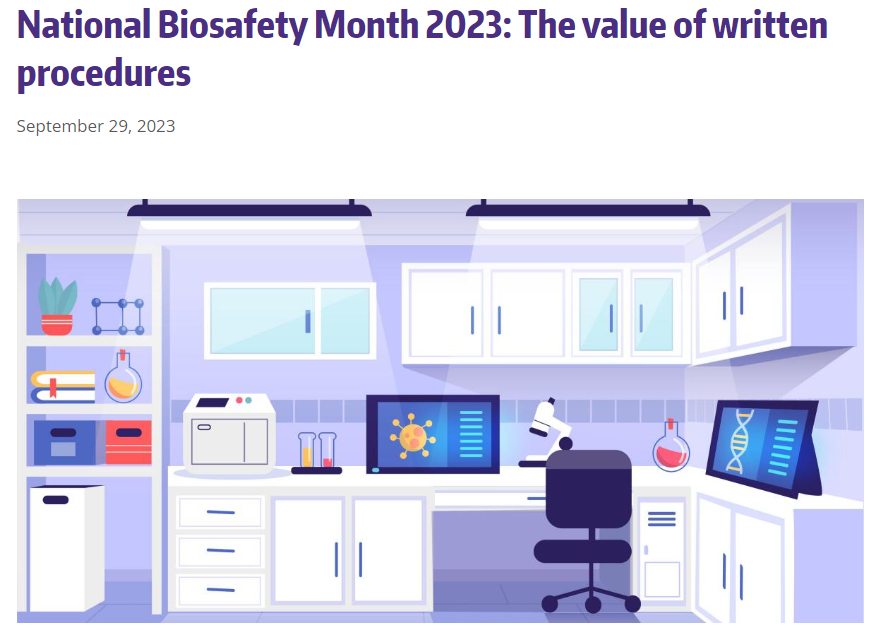 National Biosafety Month 2023: The value of written
procedures
September 29, 2023